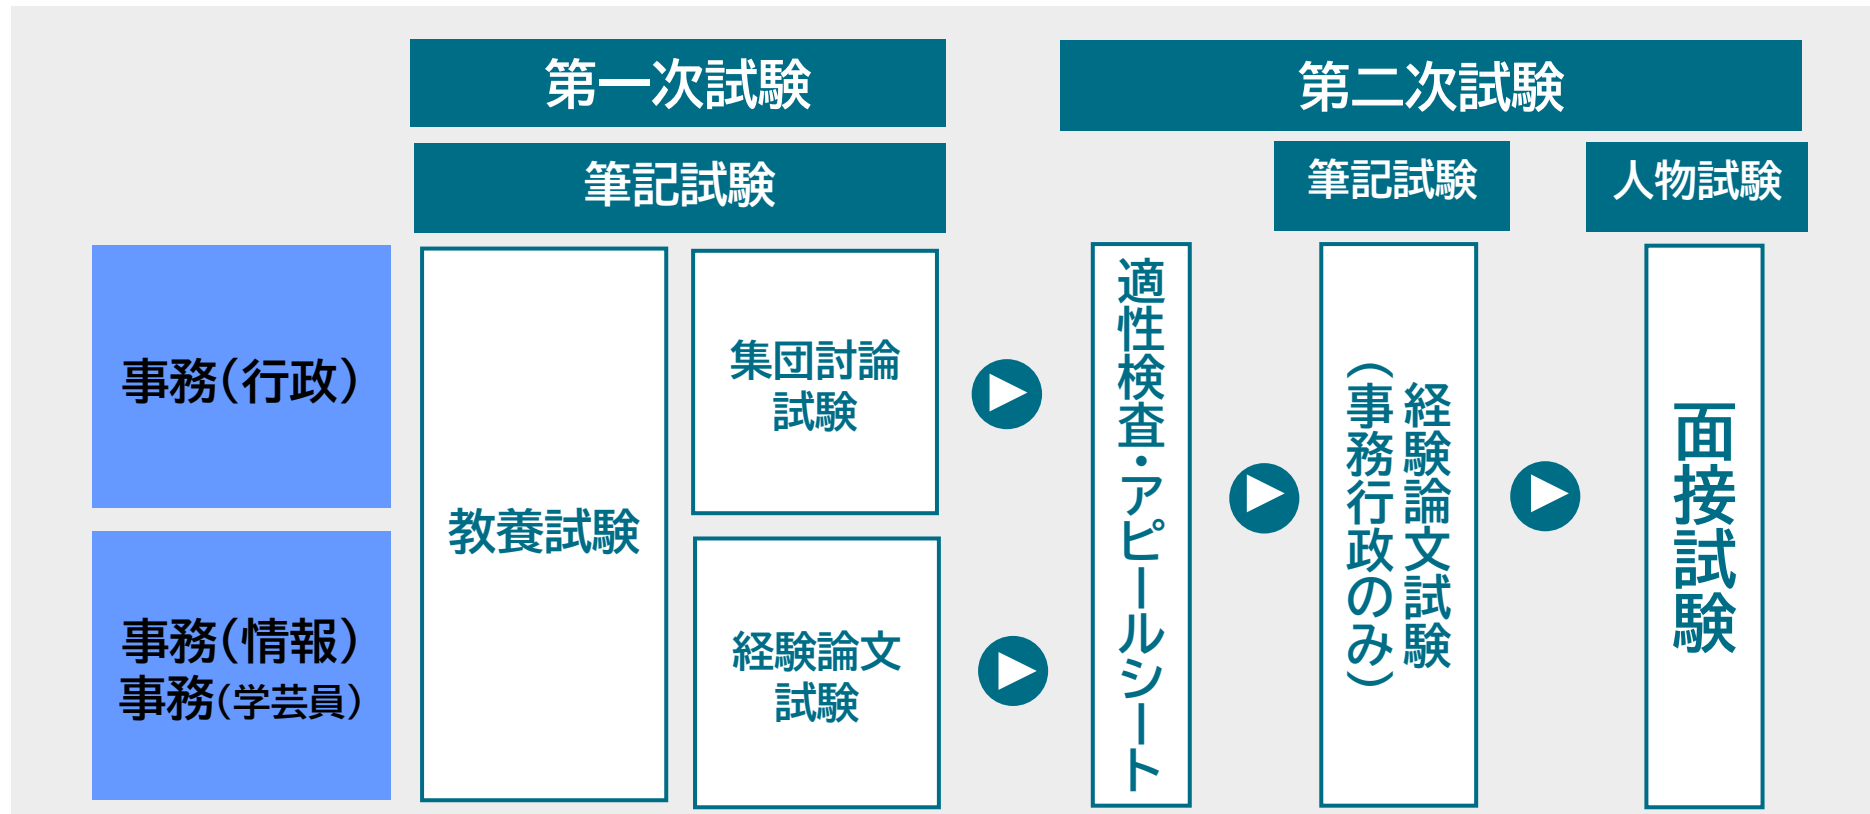 第一次試験
第二次試験
筆記試験
筆記試験
人物試験
事務(行政)
事務(情報)
事務(学芸員)
教養試験
集団討論
試験
経験論文
試験
適性検査・アピールシート
経験論文試験
(事務行政のみ)
面接試験